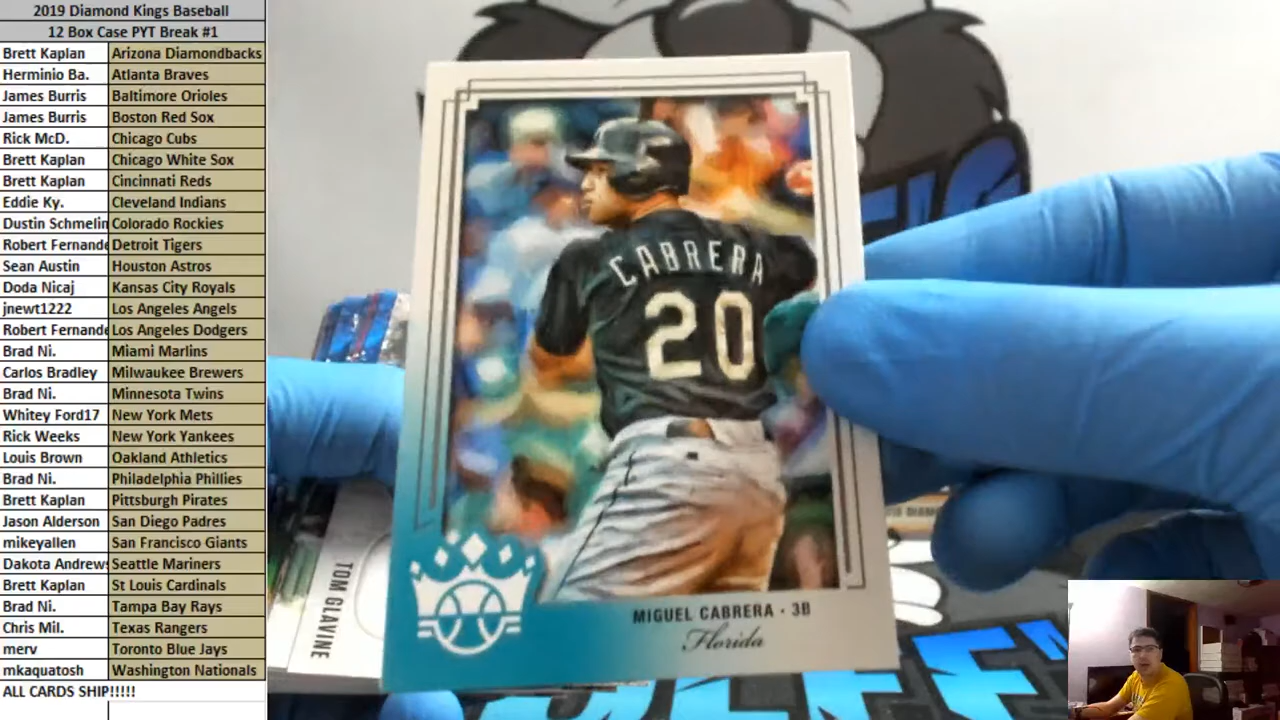 2019 Diamond Kings Baseball
12 Box Case PYT Break #1
Brett Kaplan Arizona Diamondbacks
Herminio Ba. Atlanta Braves
James Burris Baltimore Orioles
James Burris Boston Red Sox
Rick McD. Chicago Cubs
Brett Kaplan Chicago White Sox
Brett Kaplan Cincinnati Reds
Eddie Ky. Cleveland Indians
Dustin Schmelin Colorado Rockies
Robert Fernande Detroit Tigers
Sean Austin Houston Astros
Doda Nicaj Kansas City Royals
jnewt1222 Los Angeles Angels
Robert Fernande Los Angeles Dodgers
Brad Ni. Miami Marlins
Carlos Bradley Milwaukee Brewers
Brad Ni. Minnesota Twins
Whitey Ford17 New York Mets
Rick Weeks New York Yankees
Louis Brown Oakland Athletics
Brad Ni. Philadelphia Phillies
Brett Kaplan Pittsburgh Pirates
Jason Alderson San Diego Padres
mikeyallen San Francisco Giants
Dakota Andrews Seattle Mariners
Brett Kaplan St Louis Cardinals
Brad Ni. Tampa Bay Rays
Chris Mil. Texas Rangers
merv Toronto Blue Jays
mkaquatosh Washington Nationals
ALL CARDS SHIP!!!!!
CABRERA
20
MIGUEL CABRERA · 3B
Florida
TOM GLAVINE